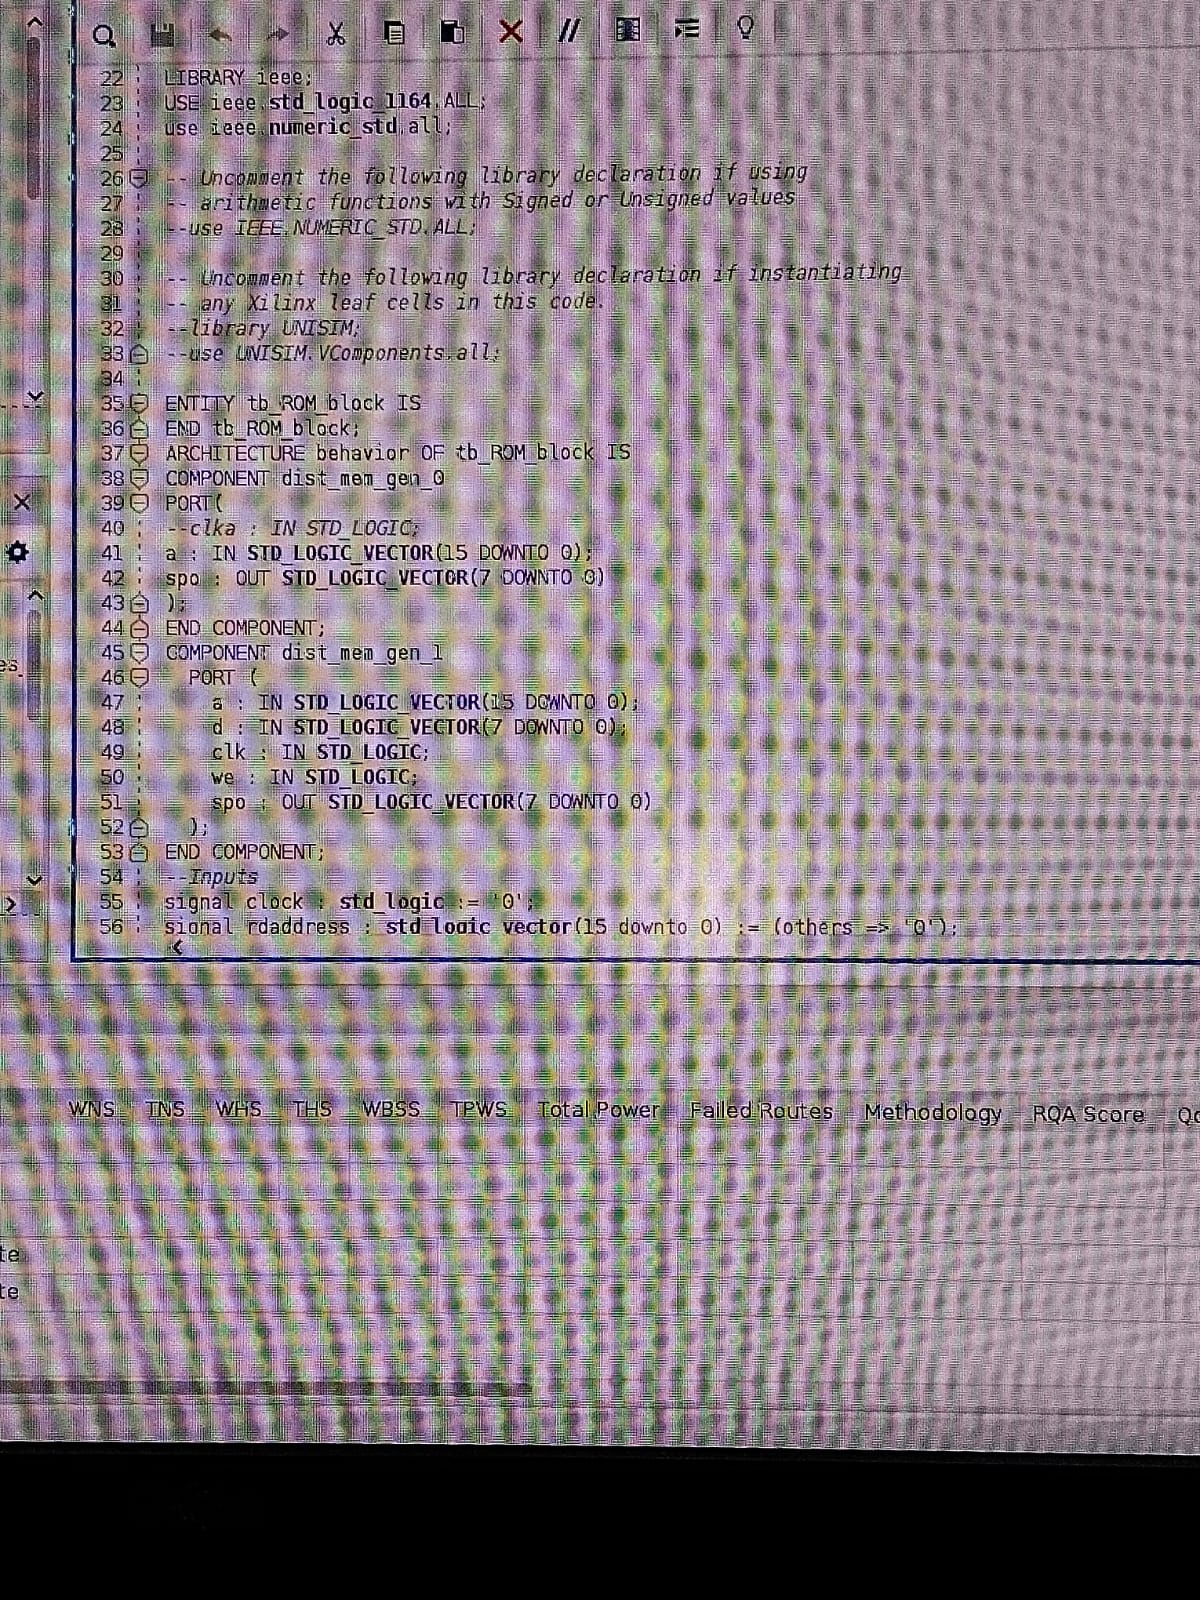 22 LIBRARY ieee;
23 USE ieee.std_logic_1164.ALL;
24 use ieee.numeric_std.all;
25
26 -- Uncomment the following library declaration if using
27 -- arithmetic functions with Signed or Unsigned values
28 --use IEEE.NUMERIC_STD.ALL;
29
30 -- Uncomment the following library declaration if instantiating
31 -- any Xilinx leaf cells in this code.
32 --library UNISIM;
33 --use UNISIM.VComponents.all;
34
35 ENTITY tb_ROM_block IS
36 END tb_ROM_block;
37 ARCHITECTURE behavior OF tb_ROM_block IS
38 COMPONENT dist_mem_gen_0
39 PORT(
40 --clka : IN STD_LOGIC;
41 a : IN STD_LOGIC_VECTOR(15 DOWNTO 0);
42 spo : OUT STD_LOGIC_VECTOR(7 DOWNTO 0)
43 );
44 END COMPONENT;
45 COMPONENT dist_mem_gen_1
46 PORT (
47 a : IN STD_LOGIC_VECTOR(15 DOWNTO 0);
48 d : IN STD_LOGIC_VECTOR(7 DOWNTO 0);
49 clk : IN STD_LOGIC;
50 we : IN STD_LOGIC;
51 spo : OUT STD_LOGIC_VECTOR(7 DOWNTO 0)
52 );
53 END COMPONENT;
54 --Inputs
55 signal clock : std_logic := '0';
56 signal rdaddress : std_logic_vector(15 downto 0) := (others => '0');
es.
WNS TNS WHS THS WBSS TPWS Total Power Failed Routes Methodology RQA Score
te
te